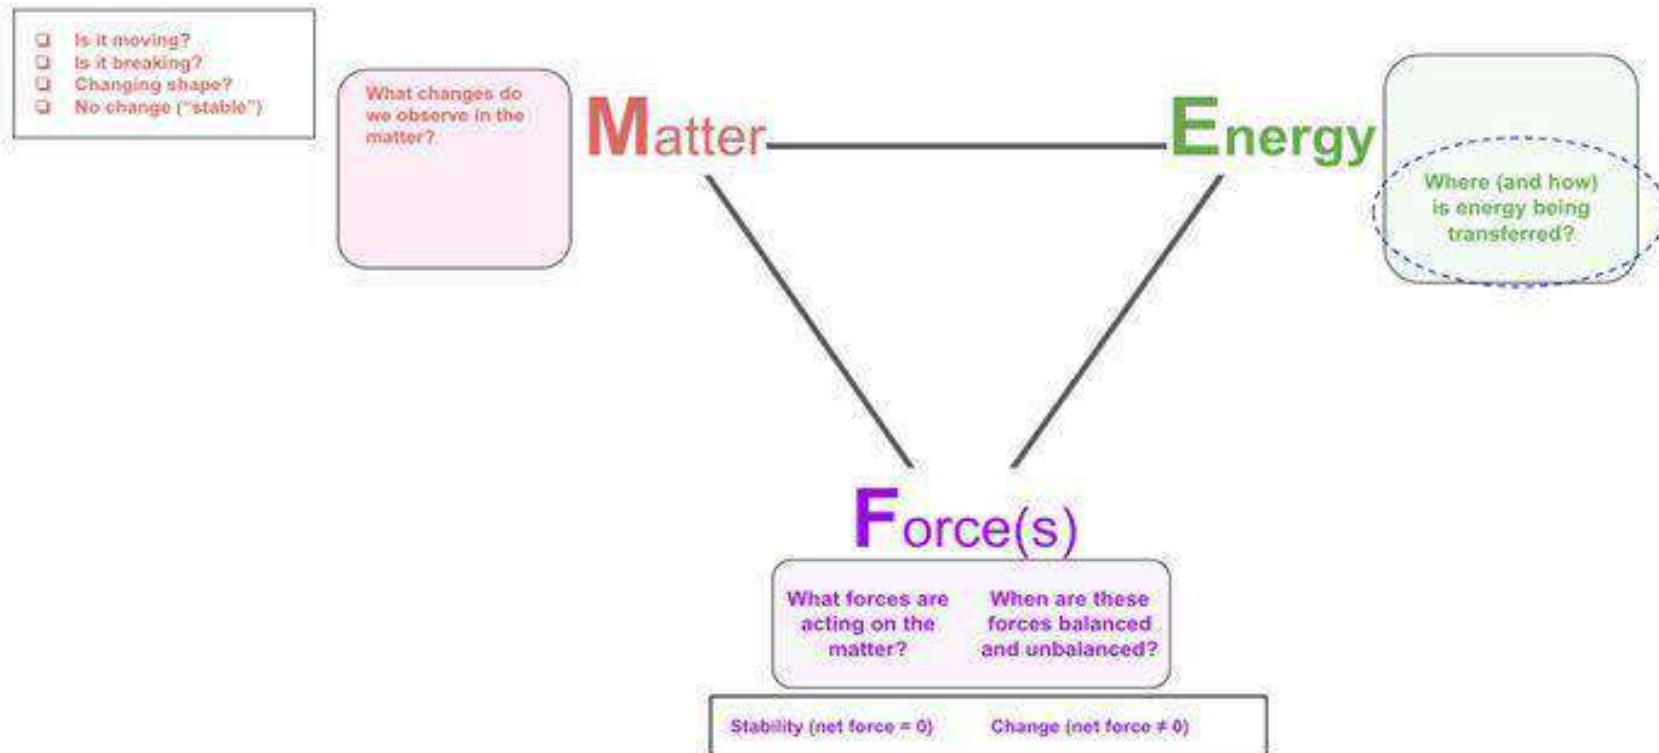 ❑ Is it moving?
❑ Is it breaking?
❑ Changing shape?
❑ No change ("stable")
What changes do
we observe in the
matter?
Matter
Energy
Where (and how)
is energy being
transferred?
Force(s)
What forces are
acting on the
matter?
When are these
forces balanced
and unbalanced?
Stability (net force = 0)
Change (net force ≠ 0)